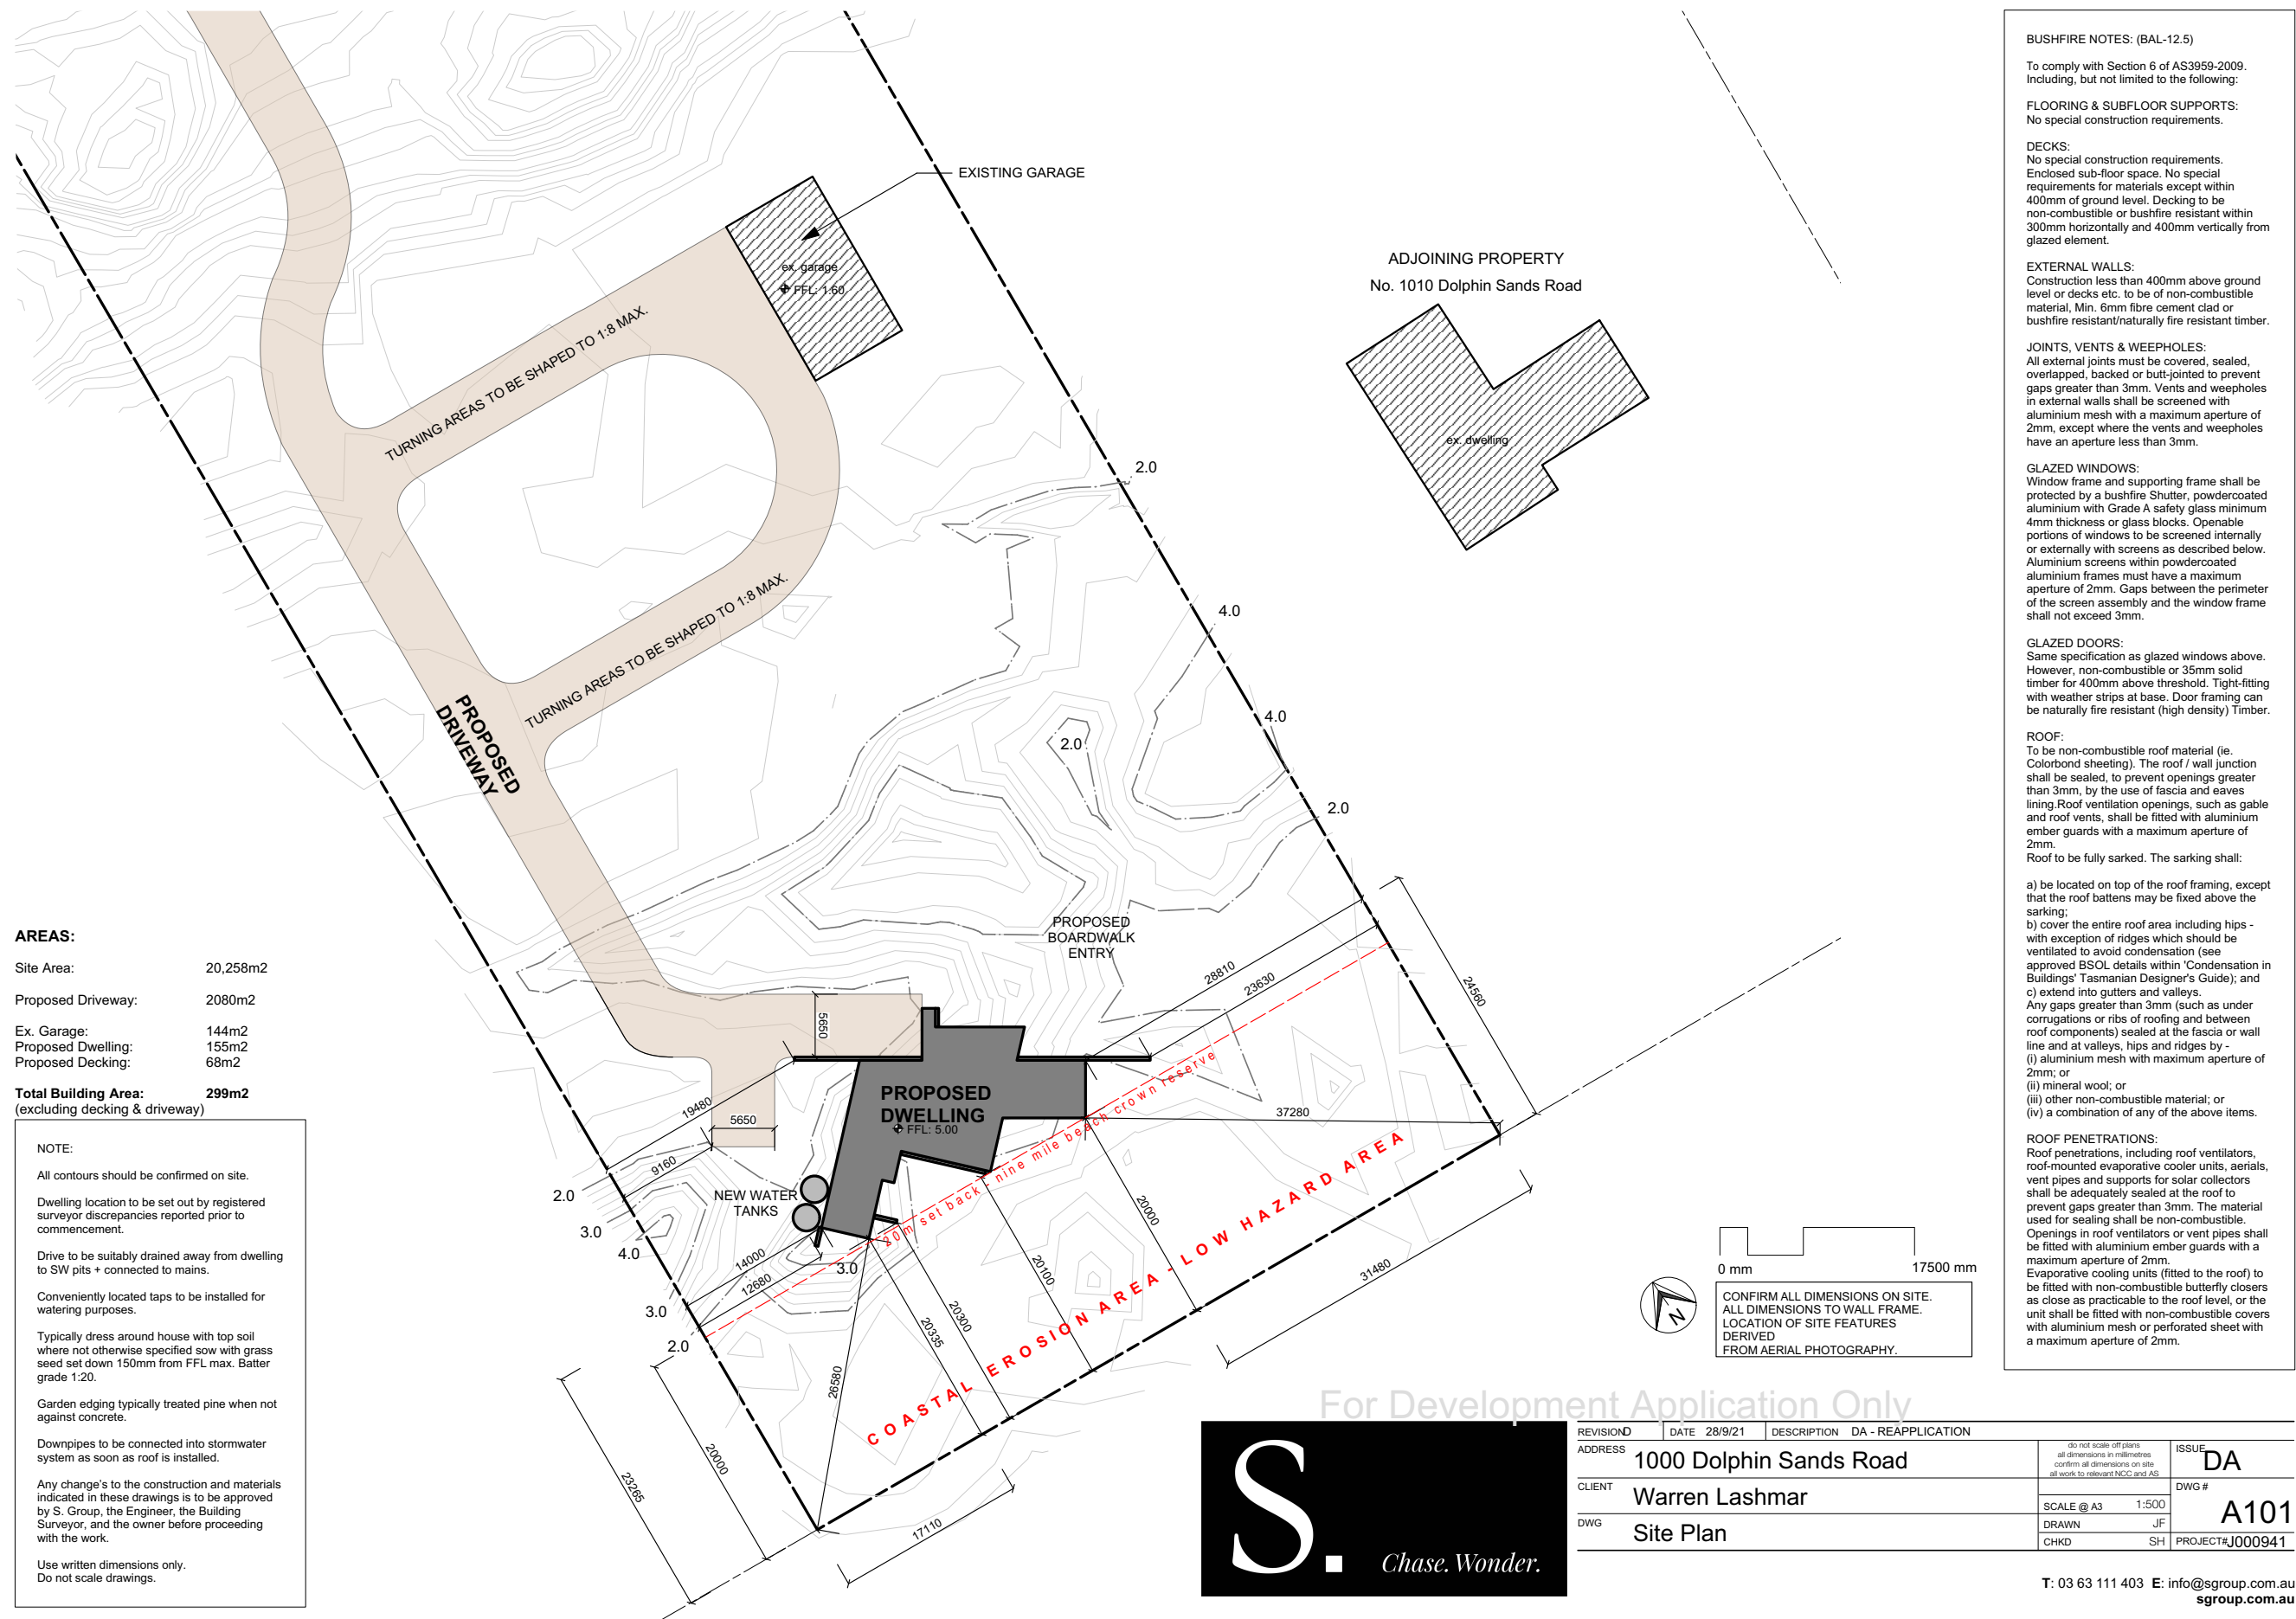 EXISTING GARAGE
ex. garage
FFL: 1.60
TURNING AREAS TO BE SHAPED TO 1:8 MAX.
TURNING AREAS TO BE SHAPED TO 1:8 MAX.
PROPOSED
DRIVEWAY
ADJOINING PROPERTY
No. 1010 Dolphin Sands Road
ex. dwelling
2.0
4.0
4.0
2.0
2.0
PROPOSED
BOARDWALK
ENTRY
28810
23630
24560
5650
PROPOSED
DWELLING
FFL: 5.00
19480
5650
9160
37280
NEW WATER
TANKS
2.0
3.0
4.0
3.0
2.0
3.0
14000
12680
20m set back - nine mile beach crown reserve
COASTAL EROSION AREA - LOW HAZARD AREA
20000
20100
20300
20335
26580
31480
20000
23265
17110
AREAS:
Site Area: 20,258m2
Proposed Driveway: 2080m2
Ex. Garage: 144m2
Proposed Dwelling: 155m2
Proposed Decking: 68m2
Total Building Area: 299m2
(excluding decking & driveway)
NOTE:
All contours should be confirmed on site.
Dwelling location to be set out by registered
surveyor discrepancies reported prior to
commencement.
Drive to be suitably drained away from dwelling
to SW pits + connected to mains.
Conveniently located taps to be installed for
watering purposes.
Typically dress around house with top soil
where not otherwise specified sow with grass
seed set down 150mm from FFL max. Batter
grade 1:20.
Garden edging typically treated pine when not
against concrete.
Downpipes to be connected into stormwater
system as soon as roof is installed.
Any change's to the construction and materials
indicated in these drawings is to be approved
by S. Group, the Engineer, the Building
Surveyor, and the owner before proceeding
with the work.
Use written dimensions only.
Do not scale drawings.
BUSHFIRE NOTES: (BAL-12.5)
To comply with Section 6 of AS3959-2009.
Including, but not limited to the following:
FLOORING & SUBFLOOR SUPPORTS:
No special construction requirements.
DECKS:
No special construction requirements.
Enclosed sub-floor space. No special
requirements for materials except within
400mm of ground level. Decking to be
non-combustible or bushfire resistant within
300mm horizontally and 400mm vertically from
glazed element.
EXTERNAL WALLS:
Construction less than 400mm above ground
level or decks etc. to be of non-combustible
material, Min. 6mm fibre cement clad or
bushfire resistant/naturally fire resistant timber.
JOINTS, VENTS & WEEPHOLES:
All external joints must be covered, sealed,
overlapped, backed or butt-jointed to prevent
gaps greater than 3mm. Vents and weepholes
in external walls shall be screened with
aluminium mesh with a maximum aperture of
2mm, except where the vents and weepholes
have an aperture less than 3mm.
GLAZED WINDOWS:
Window frame and supporting frame shall be
protected by a bushfire Shutter, powdercoated
aluminium with Grade A safety glass minimum
4mm thickness or glass blocks. Openable
portions of windows to be screened internally
or externally with screens as described below.
Aluminium screens within powdercoated
aluminium frames must have a maximum
aperture of 2mm. Gaps between the perimeter
of the screen assembly and the window frame
shall not exceed 3mm.
GLAZED DOORS:
Same specification as glazed windows above.
However, non-combustible or 35mm solid
timber for 400mm above threshold. Tight-fitting
with weather strips at base. Door framing can
be naturally fire resistant (high density) Timber.
ROOF:
To be non-combustible roof material (ie.
Colorbond sheeting). The roof / wall junction
shall be sealed, to prevent openings greater
than 3mm, by the use of fascia and eaves
lining.Roof ventilation openings, such as gable
and roof vents, shall be fitted with aluminium
ember guards with a maximum aperture of
2mm.
Roof to be fully sarked. The sarking shall:
a) be located on top of the roof framing, except
that the roof battens may be fixed above the
sarking;
b) cover the entire roof area including hips -
with exception of ridges which should be
ventilated to avoid condensation (see
approved BSOL details within 'Condensation in
Buildings' Tasmanian Designer's Guide); and
c) extend into gutters and valleys.
Any gaps greater than 3mm (such as under
corrugations or ribs of roofing and between
roof components) sealed at the fascia or wall
line and at valleys, hips and ridges by -
(i) aluminium mesh with maximum aperture of
2mm; or
(ii) mineral wool; or
(iii) other non-combustible material; or
(iv) a combination of any of the above items.
ROOF PENETRATIONS:
Roof penetrations, including roof ventilators,
roof-mounted evaporative cooler units, aerials,
vent pipes and supports for solar collectors
shall be adequately sealed at the roof to
prevent gaps greater than 3mm. The material
used for sealing shall be non-combustible.
Openings in roof ventilators or vent pipes shall
be fitted with aluminium ember guards with a
maximum aperture of 2mm.
Evaporative cooling units (fitted to the roof) to
be fitted with non-combustible butterfly closers
as close as practicable to the roof level, or the
unit shall be fitted with non-combustible covers
with aluminium mesh or perforated sheet with
a maximum aperture of 2mm.
0 mm 17500 mm
N
CONFIRM ALL DIMENSIONS ON SITE.
ALL DIMENSIONS TO WALL FRAME.
LOCATION OF SITE FEATURES
DERIVED
FROM AERIAL PHOTOGRAPHY.
For Development Application Only
S.
Chase. Wonder.
REVISION D DATE 28/9/21 DESCRIPTION DA - REAPPLICATION
ADDRESS 1000 Dolphin Sands Road
CLIENT Warren Lashmar
DWG Site Plan
do not scale off plans
all dimensions in millimetres
confirm all dimensions on site
all work to relevant NCC and AS
SCALE @ A3 1:500
DRAWN JF
CHKD SH
ISSUE DA
DWG # A101
PROJECT# J000941
T: 03 63 111 403 E: info@sgroup.com.au
sgroup.com.au